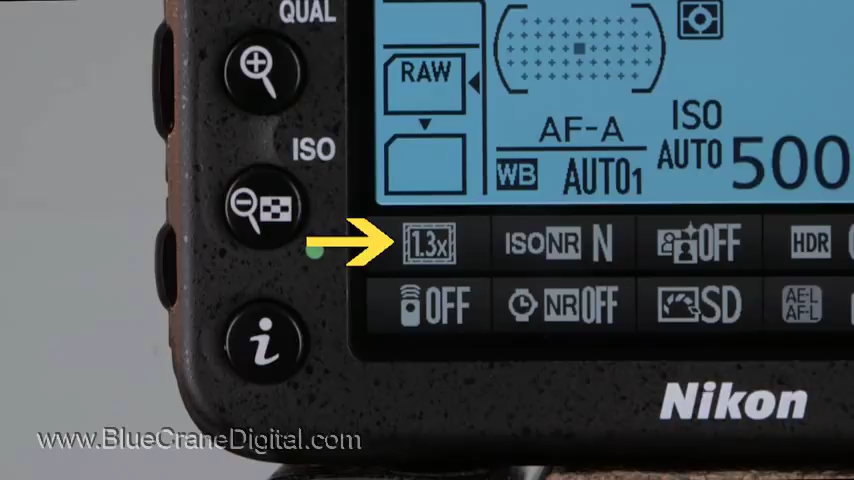 QUAL
RAW
AF-A
ISO AUTO 500
WB AUTO1
ISO
1.3x
ISO NR N
OFF
HDR
OFF
NR OFF
SD
AE-L AF-L
i
Nikon
www.BlueCraneDigital.com